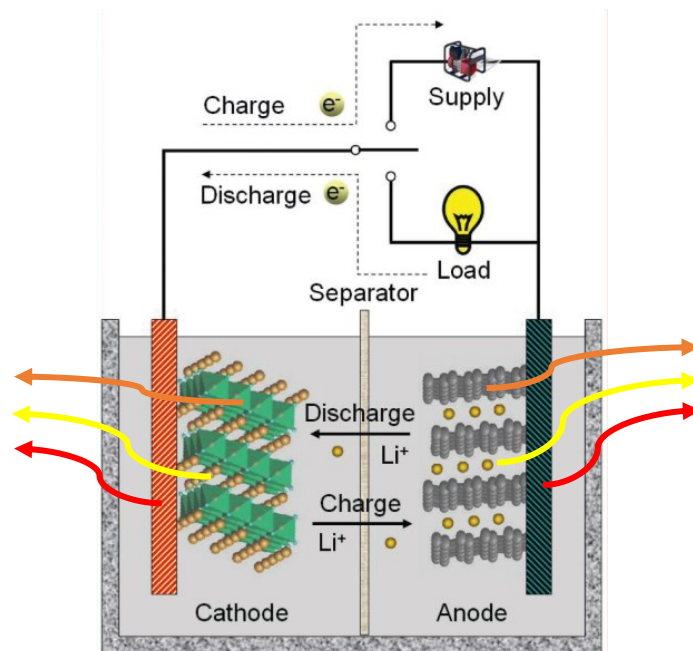 Supply
Charge e-
Discharge e-
Load
Separator
Discharge
Li+
Charge
Li+
Cathode
Anode